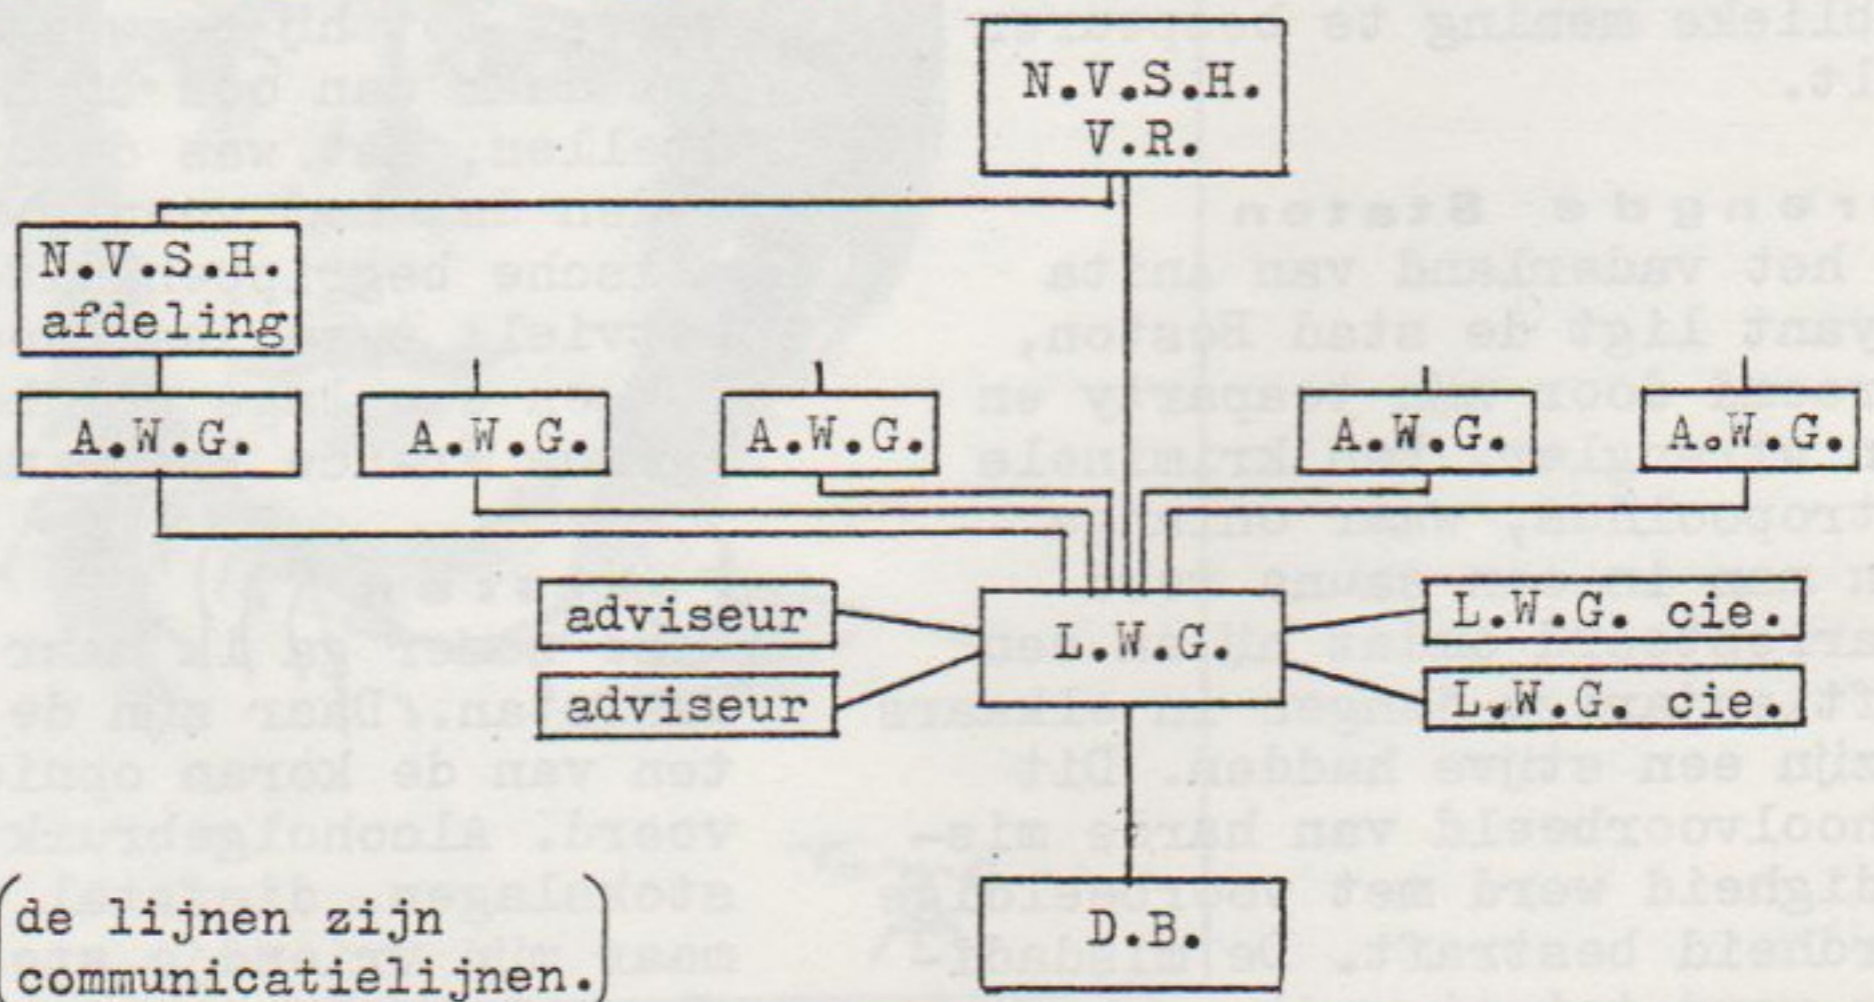 N.V.S.H.
V.R.
N.V.S.H.
afdeling
A.W.G.
A.W.G.
A.W.G.
A.W.G.
A.W.G.
adviseur
L.W.G.
L.W.G. cie.
adviseur
L.W.G. cie.
D.B.
(de lijnen zijn
communicatielijnen.)